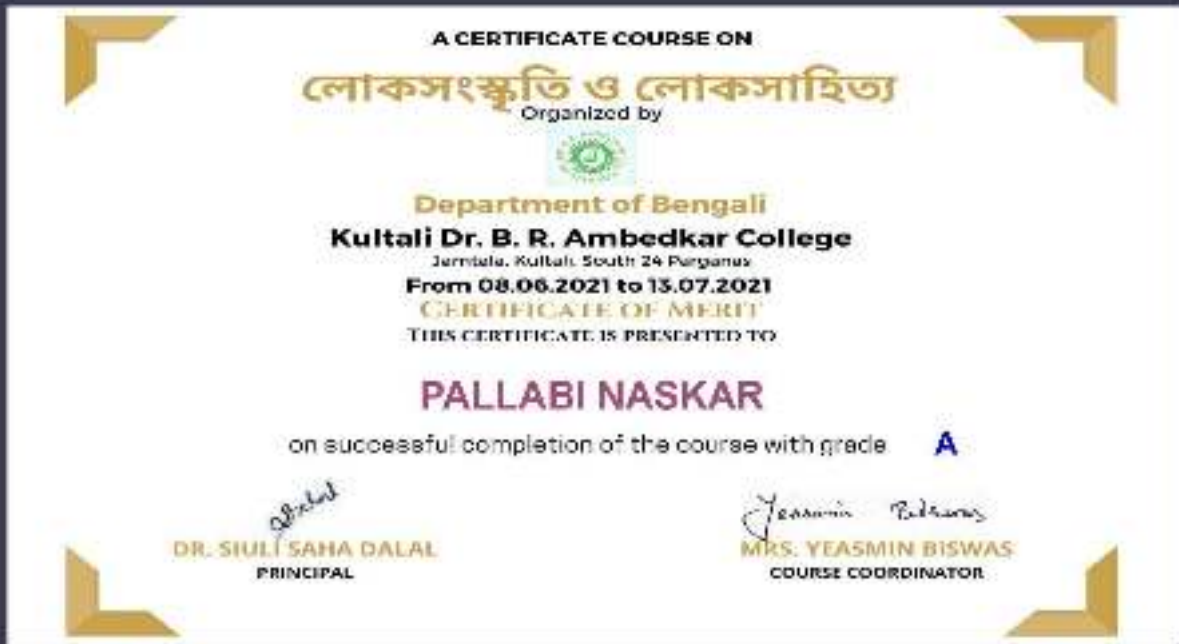 A CERTIFICATE COURSE ON
লোকসংস্কৃতি ও লোকসাহিত্য
Organized by
Department of Bengali
Kultali Dr. B. R. Ambedkar College
Jamtala, Kultali, South 24 Parganas
From 08.06.2021 to 13.07.2021
CERTIFICATE OF MERIT
THIS CERTIFICATE IS PRESENTED TO
PALLABI NASKAR
on successful completion of the course with grade A
Yeasmin Biswas
DR. SIULI SAHA DALAL MRS. YEASMIN BISWAS
PRINCIPAL COURSE COORDINATOR